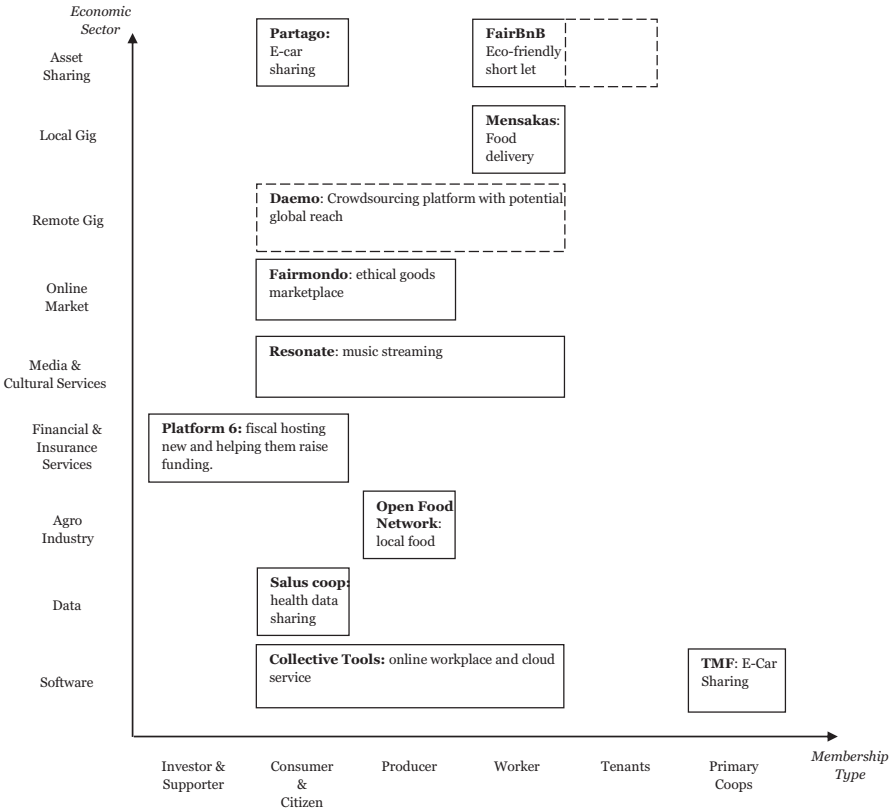 Economic
Sector
Asset
Sharing
Partago:
E-car
sharing
FairBnB
Eco-friendly
short let
Local Gig
Mensakas:
Food
delivery
Remote Gig
Daemo: Crowdsourcing platform with potential
global reach
Online
Market
Fairmondo: ethical goods
marketplace
Media &
Cultural Services
Resonate: music streaming
Financial &
Insurance
Services
Platform 6: fiscal hosting
new and helping them raise
funding.
Agro
Industry
Open Food
Network:
local food
Data
Salus coop:
health data
sharing
Software
Collective Tools: online workplace and cloud
service
TMF: E-Car
Sharing
Investor &
Supporter
Consumer
&
Citizen
Producer
Worker
Tenants
Primary
Coops
Membership
Type